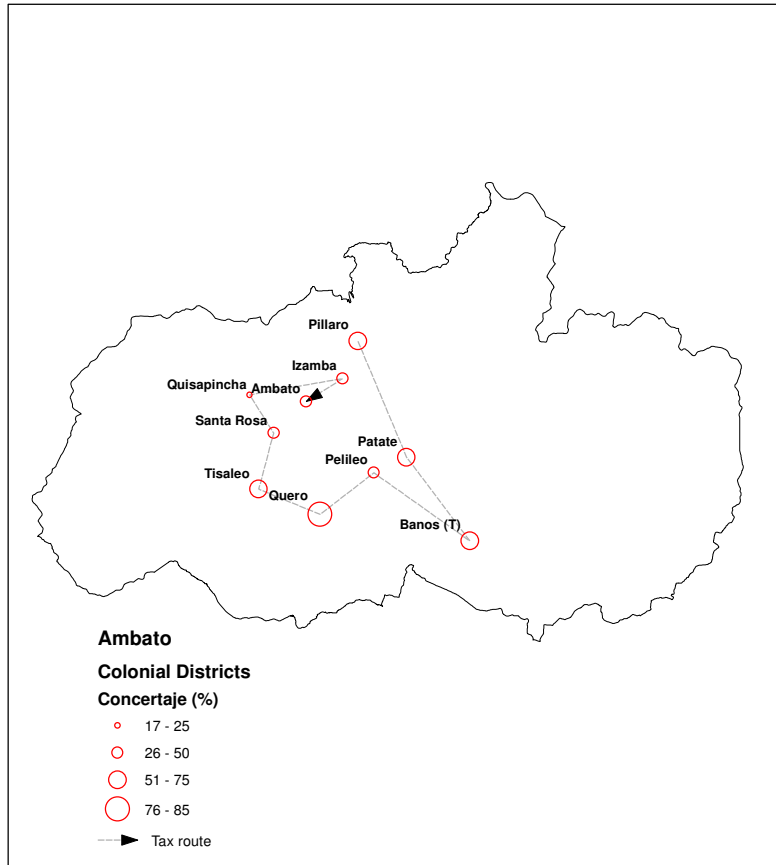 Pillaro
Izamba
Quisapincha
Ambato
Santa Rosa
Patate
Pelileo
Tisaleo
Quero
Banos (T)
Ambato
Colonial Districts
Concertaje (%)
17 - 25
26 - 50
51 - 75
76 - 85
Tax route